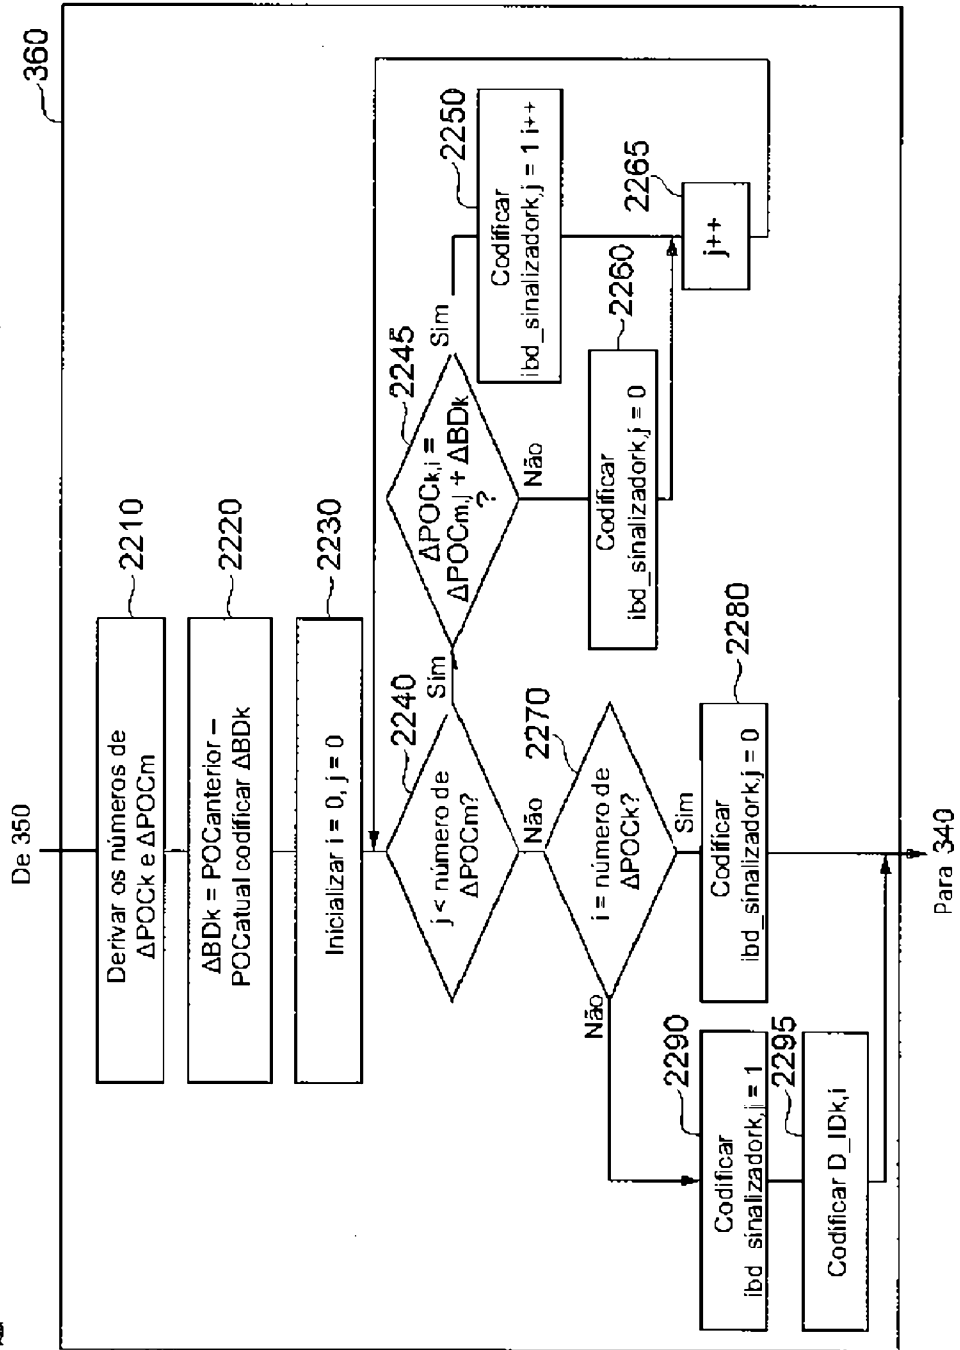 De 350
360
Derivar os números de
ΔPOCk e ΔPOCm
2210
ΔBDk = POCanterior –
POCatual codificar ΔBDk
2220
Inicializar i = 0, j = 0
2230
j < número de
ΔPOCm?
2240
Sim
Não
ΔPOCk,i =
ΔPOCm,j + ΔBDk
?
2245
Sim
Não
Codificar
ibd_sinalizadork,j = 1 i++
2250
Codificar
ibd_sinalizadork,j = 0
2260
j++
2265
i = número de
ΔPOCk?
2270
Sim
Não
Codificar
ibd_sinalizadork,j = 0
2280
Codificar
ibd_sinalizadork,j = 1
2290
Codificar D_IDk,i
2295
Para 340